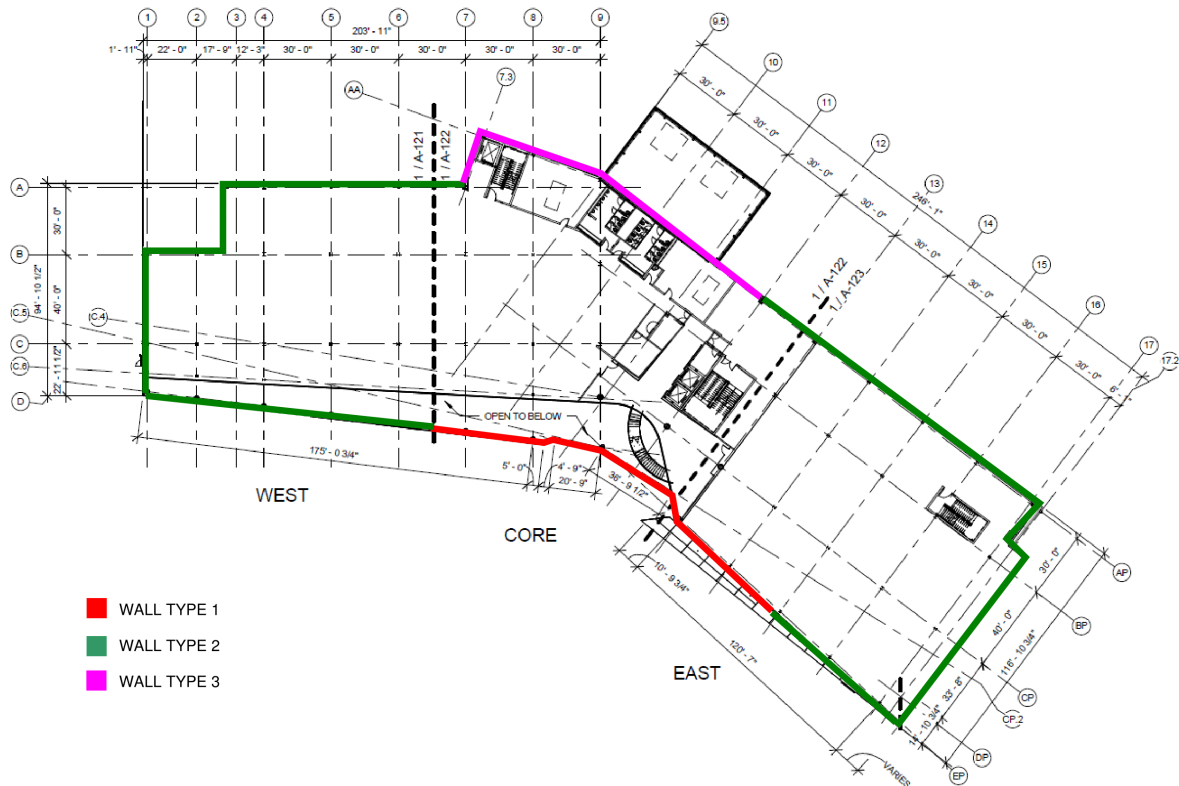 1 2 3 4 5 6 7 8 9
203' - 11"
1' - 11" 22' - 0" 17' - 9" 12' - 3" 30' - 0" 30' - 0" 30' - 0" 30' - 0" 30' - 0"
9.5
10
11
12
13
14
15
16
17
17.2
30' - 0"
30' - 0"
30' - 0"
30' - 0"
246' - 1"
30' - 0"
30' - 0"
30' - 0"
30' - 0"
AA
7.3
1 / A-121
1 / A-122
A
B
C.5
C.4
C
C.6
D
30' - 0"
94' - 10 1/2"
40' - 0"
22' - 11 1/2"
1 / A-122
1 / A-123
OPEN TO BELOW
175' - 0 3/4"
5' - 0"
4' - 9"
20' - 9"
36' - 9 1/2"
WEST
CORE
EAST
10' - 9 3/4"
120' - 7"
30' - 0"
40' - 0"
116' - 10 3/4"
33' - 8"
14' - 10 3/4"
AP
BP
CP
CP.2
DP
EP
VARIES
WALL TYPE 1
WALL TYPE 2
WALL TYPE 3